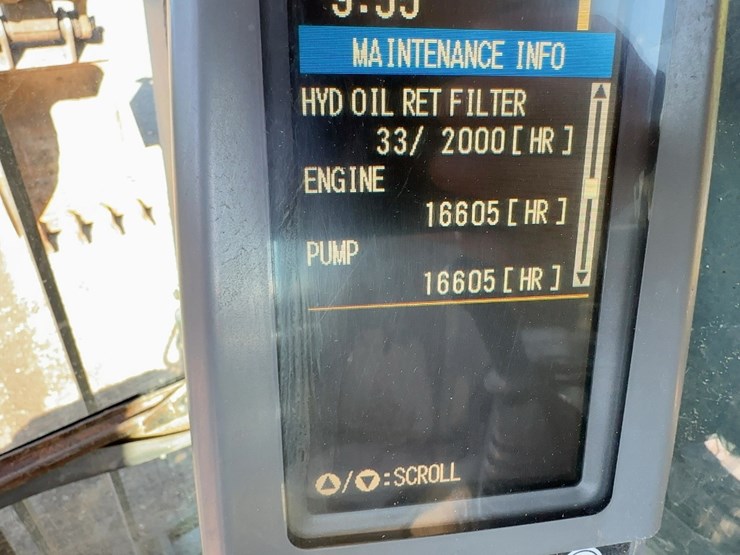 MAINTENANCE INFO
HYD OIL RET FILTER
33/ 2000[HR]
ENGINE
16605[HR]
PUMP
16605[HR]
▲/▼:SCROLL